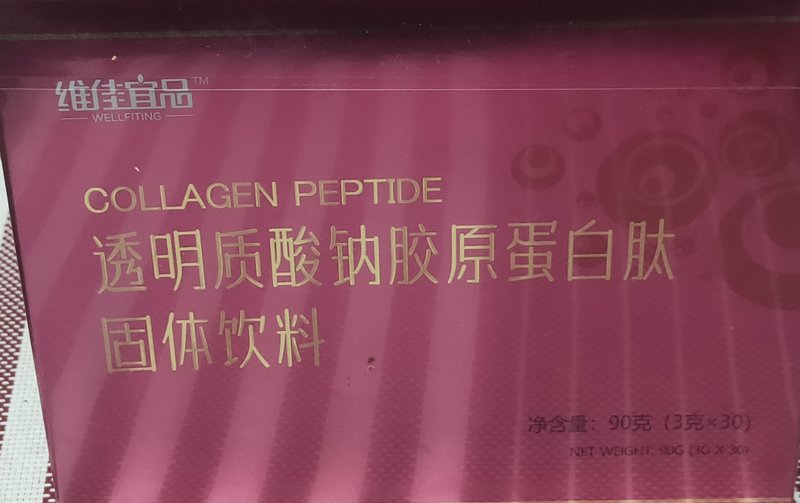 维佳宜品™
WELLFITING
COLLAGEN PEPTIDE
透明质酸钠胶原蛋白肽
固体饮料
净含量：90克（3克×30）
NET WEIGHT: 90G (3G X 30)